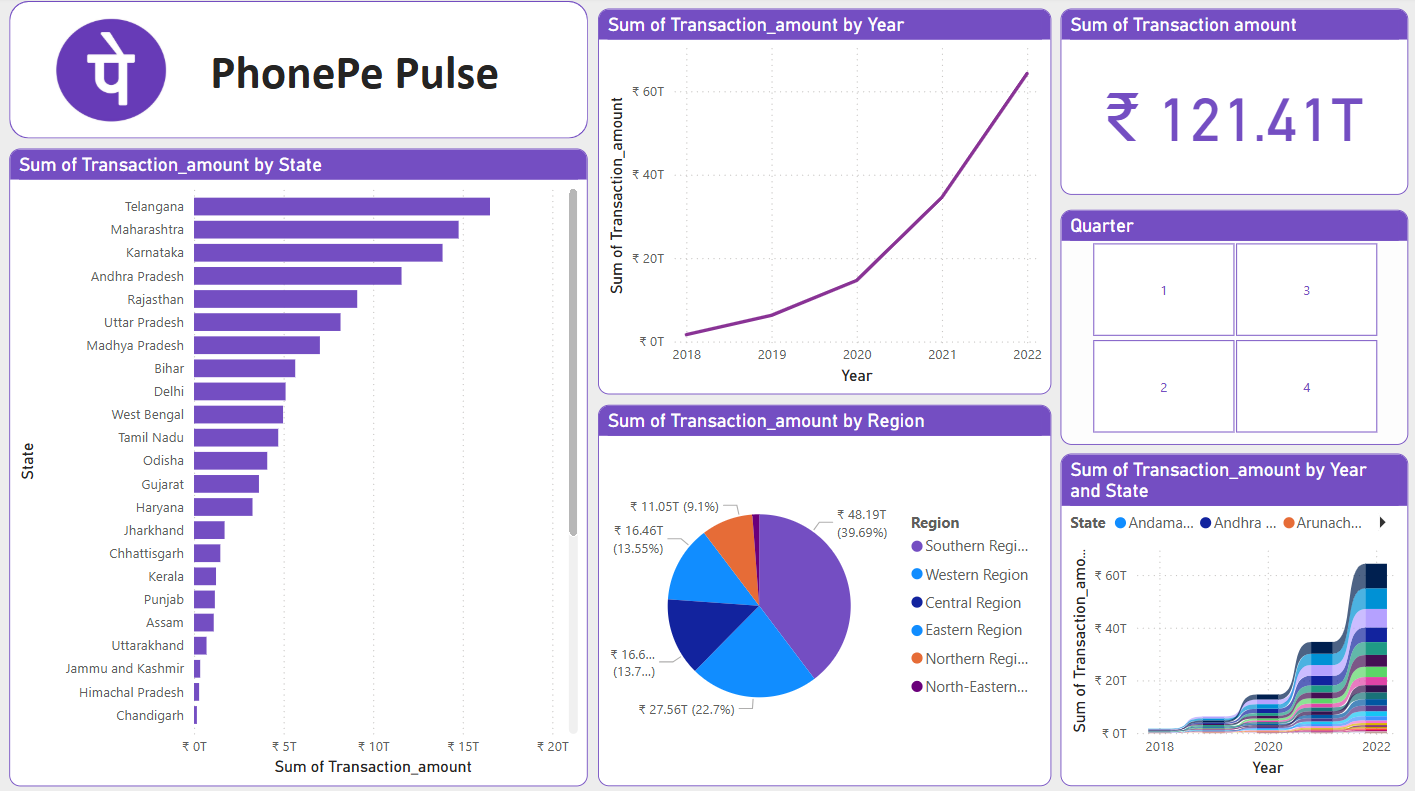 पे
PhonePe Pulse
Sum of Transaction_amount by State
State
Telangana
Maharashtra
Karnataka
Andhra Pradesh
Rajasthan
Uttar Pradesh
Madhya Pradesh
Bihar
Delhi
West Bengal
Tamil Nadu
Odisha
Gujarat
Haryana
Jharkhand
Chhattisgarh
Kerala
Punjab
Assam
Uttarakhand
Jammu and Kashmir
Himachal Pradesh
Chandigarh
₹ 0T ₹ 5T ₹ 10T ₹ 15T ₹ 20T
Sum of Transaction_amount
Sum of Transaction_amount by Year
Sum of Transaction_amount
₹ 60T
₹ 40T
₹ 20T
₹ 0T
2018 2019 2020 2021 2022
Year
Sum of Transaction_amount by Region
₹ 11.05T (9.1%)
₹ 16.46T
(13.55%)
₹ 16.6...
(13.7...)
₹ 27.56T (22.7%)
₹ 48.19T
(39.69%)
Region
Southern Regi...
Western Region
Central Region
Eastern Region
Northern Regi...
North-Eastern...
Sum of Transaction amount
₹ 121.41T
Quarter
1 3
2 4
Sum of Transaction_amount by Year
and State
State Andama... Andhra ... Arunach...
Sum of Transaction_amo...
₹ 60T
₹ 40T
₹ 20T
₹ 0T
2018 2020 2022
Year